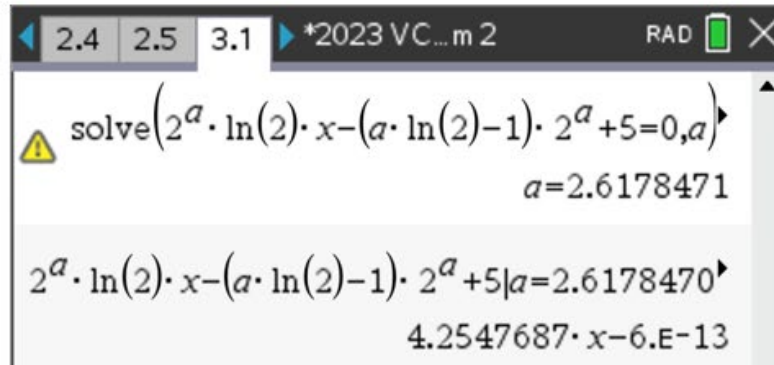 2.4 2.5 3.1 *2023 VC…m 2 RAD
solve(2^a·ln(2)·x−(a·ln(2)−1)·2^a+5=0,a)
a=2.6178471
2^a·ln(2)·x−(a·ln(2)−1)·2^a+5|a=2.6178470
4.2547687·x−6.E−13